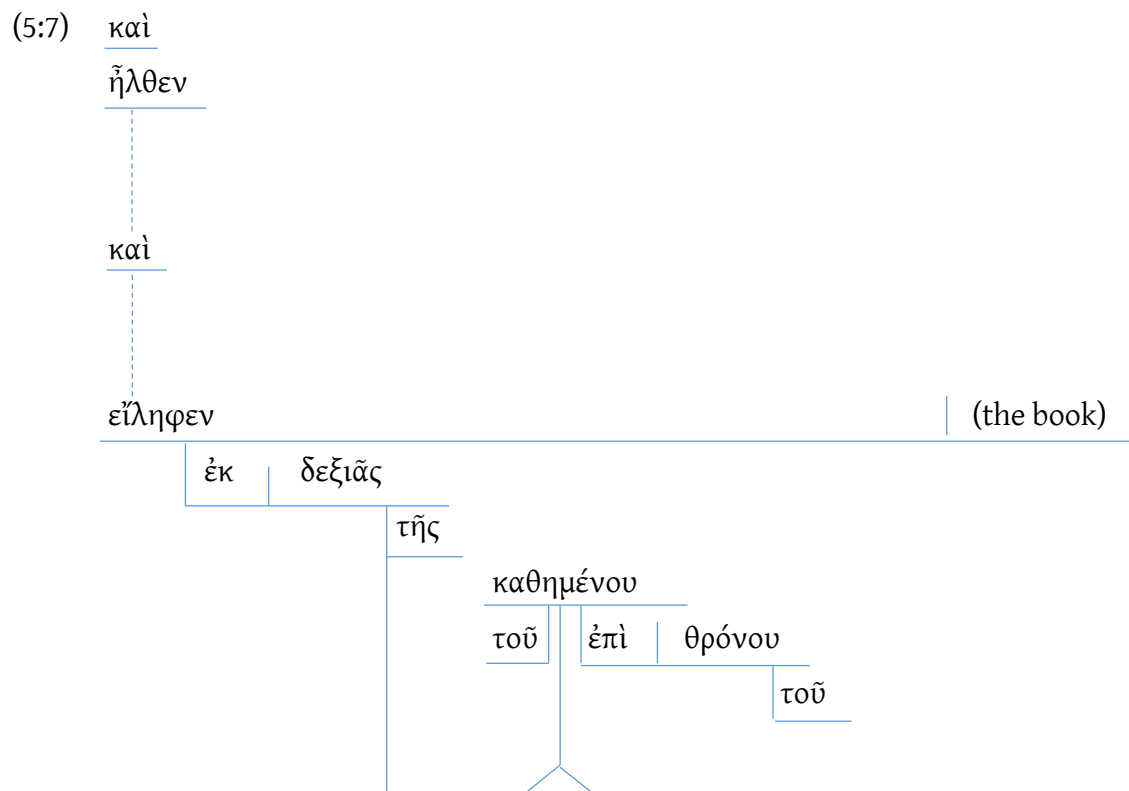 (5:7) καὶ
ἦλθεν
καὶ
εἴληφεν (the book)
ἐκ δεξιᾶς
τῆς
καθημένου
τοῦ ἐπὶ θρόνου
τοῦ